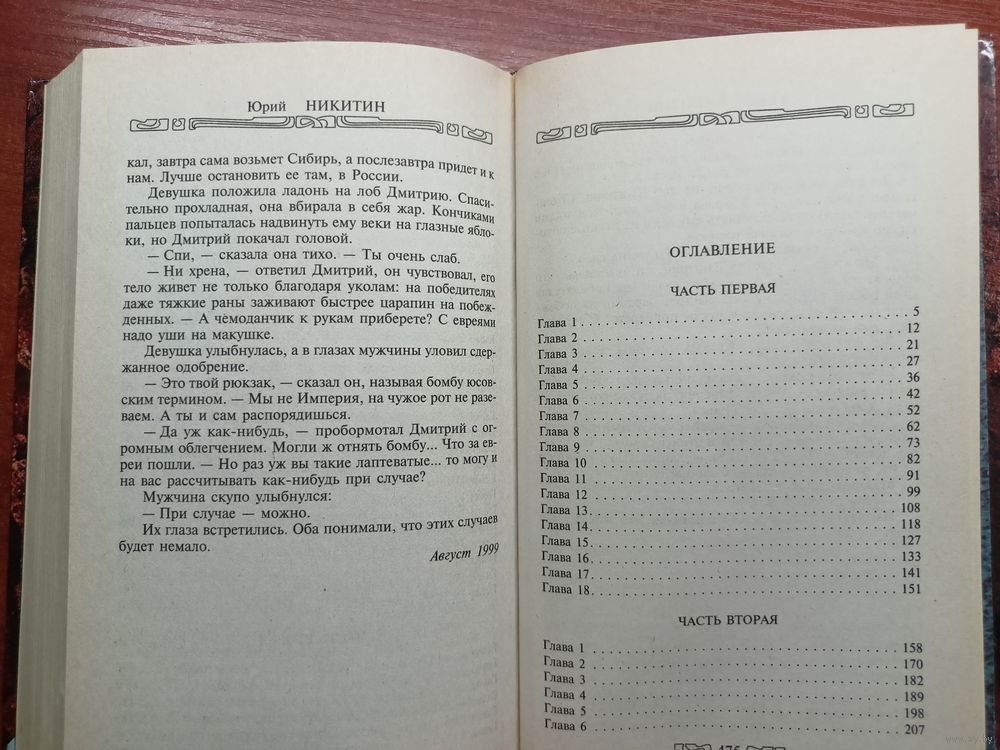 Юрий НИКИТИН
кал, завтра сама возьмет Сибирь, а послезавтра придет и к
нам. Лучше остановить ее там, в России.
Девушка положила ладонь на лоб Дмитрию. Спаси-
тельно прохладная, она вбирала в себя жар. Кончиками
пальцев попыталась надвинуть ему веки на глазные ябло-
ки, но Дмитрий покачал головой.
— Спи, — сказала она тихо. — Ты очень слаб.
— Ни хрена, — ответил Дмитрий, он чувствовал, его
тело живет не только благодаря уколам: на победителях
даже тяжкие раны заживают быстрее царапин на побеж-
денных. — А чемоданчик к рукам приберете? С евреями
надо уши на макушке.
Девушка улыбнулась, а в глазах мужчины уловил сдер-
жанное одобрение.
— Это твой рюкзак, — сказал он, называя бомбу юсов-
ским термином. — Мы не Империя, на чужое рот не разе-
ваем. А ты и сам распорядишься.
— Да уж как-нибудь, — пробормотал Дмитрий с ог-
ромным облегчением. Могли ж отнять бомбу... Что за ев-
реи пошли. — Но раз уж вы такие лаптеватые... то могу и
на вас рассчитывать как-нибудь при случае?
Мужчина скупо улыбнулся:
— При случае — можно.
Их глаза встретились. Оба понимали, что этих случаев
будет немало.
Август 1999
ОГЛАВЛЕНИЕ
ЧАСТЬ ПЕРВАЯ
Глава 1 . . . . . 5
Глава 2 . . . . . 12
Глава 3 . . . . . 21
Глава 4 . . . . . 27
Глава 5 . . . . . 36
Глава 6 . . . . . 42
Глава 7 . . . . . 52
Глава 8 . . . . . 62
Глава 9 . . . . . 73
Глава 10 . . . . . 82
Глава 11 . . . . . 91
Глава 12 . . . . . 99
Глава 13 . . . . . 108
Глава 14 . . . . . 118
Глава 15 . . . . . 127
Глава 16 . . . . . 133
Глава 17 . . . . . 141
Глава 18 . . . . . 151
ЧАСТЬ ВТОРАЯ
Глава 1 . . . . . 158
Глава 2 . . . . . 170
Глава 3 . . . . . 182
Глава 4 . . . . . 189
Глава 5 . . . . . 198
Глава 6 . . . . . 207
475